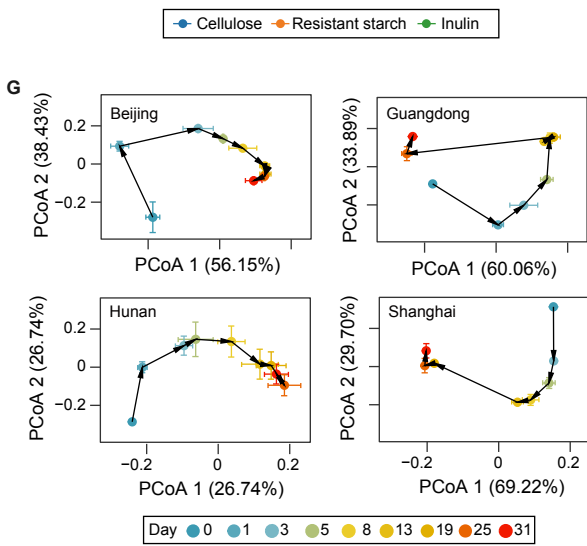 Cellulose Resistant starch Inulin
G
Beijing
PCoA 2 (38.43%)
0.2
0
−0.2
PCoA 1 (56.15%)
Guangdong
PCoA 2 (33.89%)
PCoA 1 (60.06%)
Hunan
PCoA 2 (26.74%)
0.2
0
−0.2
−0.2 0 0.2
PCoA 1 (26.74%)
Shanghai
PCoA 2 (29.70%)
−0.2 0 0.2
PCoA 1 (69.22%)
Day 0 1 3 5 8 13 19 25 31